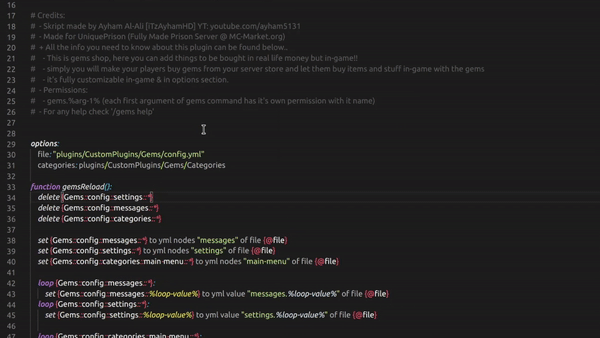 16
17 # Credits:
18 # - Skript made by Ayham Al-Ali [iTzAyhamHD] YT: youtube.com/ayham5131
19 # - Made for UniquePrison {Fully Made Prison Server @ MC-Market.org}
20 # + All the info you need to know about this plugin can be found below..
21 # - This is gems shop, here you can add things to be bought in real life money but in-game!!
22 # - simply you will make your players buy gems from your server store and let them buy items and stuff in-game with the gems
23 # - it's fully customizable in-game & in options section.
24 # - Permissions:
25 # - gems.%arg-1% (each first argument of gems command has it's own permission with it name)
26 # - For any help check '/gems help'
27
28
29 options:
30 file: "plugins/CustomPlugins/Gems/config.yml"
31 categories: plugins/CustomPlugins/Gems/Categories
32
33 function gemsReload():
34 delete {Gems::config::settings::*}
35 delete {Gems::config::messages::*}
36 delete {Gems::config::categories::*}
37
38 set {Gems::config::messages::*} to yml nodes "messages" of file {@file}
39 set {Gems::config::settings::*} to yml nodes "settings" of file {@file}
40 set {Gems::config::categories::main-menu::*} to yml nodes "main-menu" of file {@file}
41
42 loop {Gems::config::messages::*}:
43 set {Gems::config::messages::%loop-value%} to yml value "messages.%loop-value%" of file {@file}
44 loop {Gems::config::settings::*}:
45 set {Gems::config::settings::%loop-value%} to yml value "settings.%loop-value%" of file {@file}
46
47 loop {Gems::config::categories::main-menu::*}